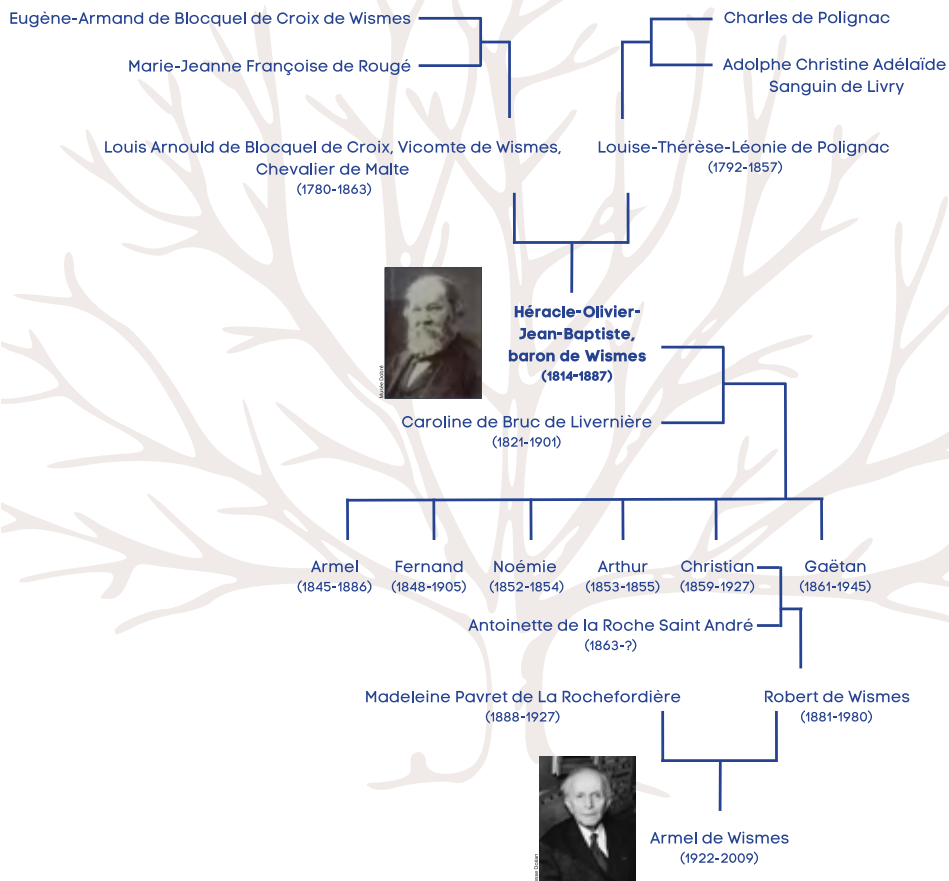 Eugène-Armand de Blocquel de Croix de Wismes
Marie-Jeanne Françoise de Rougé
Charles de Polignac
Adolphe Christine Adélaïde
Sanguin de Livry
Louis Arnould de Blocquel de Croix, Vicomte de Wismes,
Chevalier de Malte
(1780-1863)
Louise-Thérèse-Léonie de Polignac
(1792-1857)
Musée Dobrée
Héracle-Olivier-
Jean-Baptiste,
baron de Wismes
(1814-1887)
Caroline de Bruc de Livernière
(1821-1901)
Armel
(1845-1886)
Fernand
(1848-1905)
Noémie
(1852-1854)
Arthur
(1853-1855)
Christian
(1859-1927)
Gaëtan
(1861-1945)
Antoinette de la Roche Saint André
(1863-?)
Madeleine Pavret de La Rochefordière
(1888-1927)
Robert de Wismes
(1881-1980)
Armel de Wismes
(1922-2009)